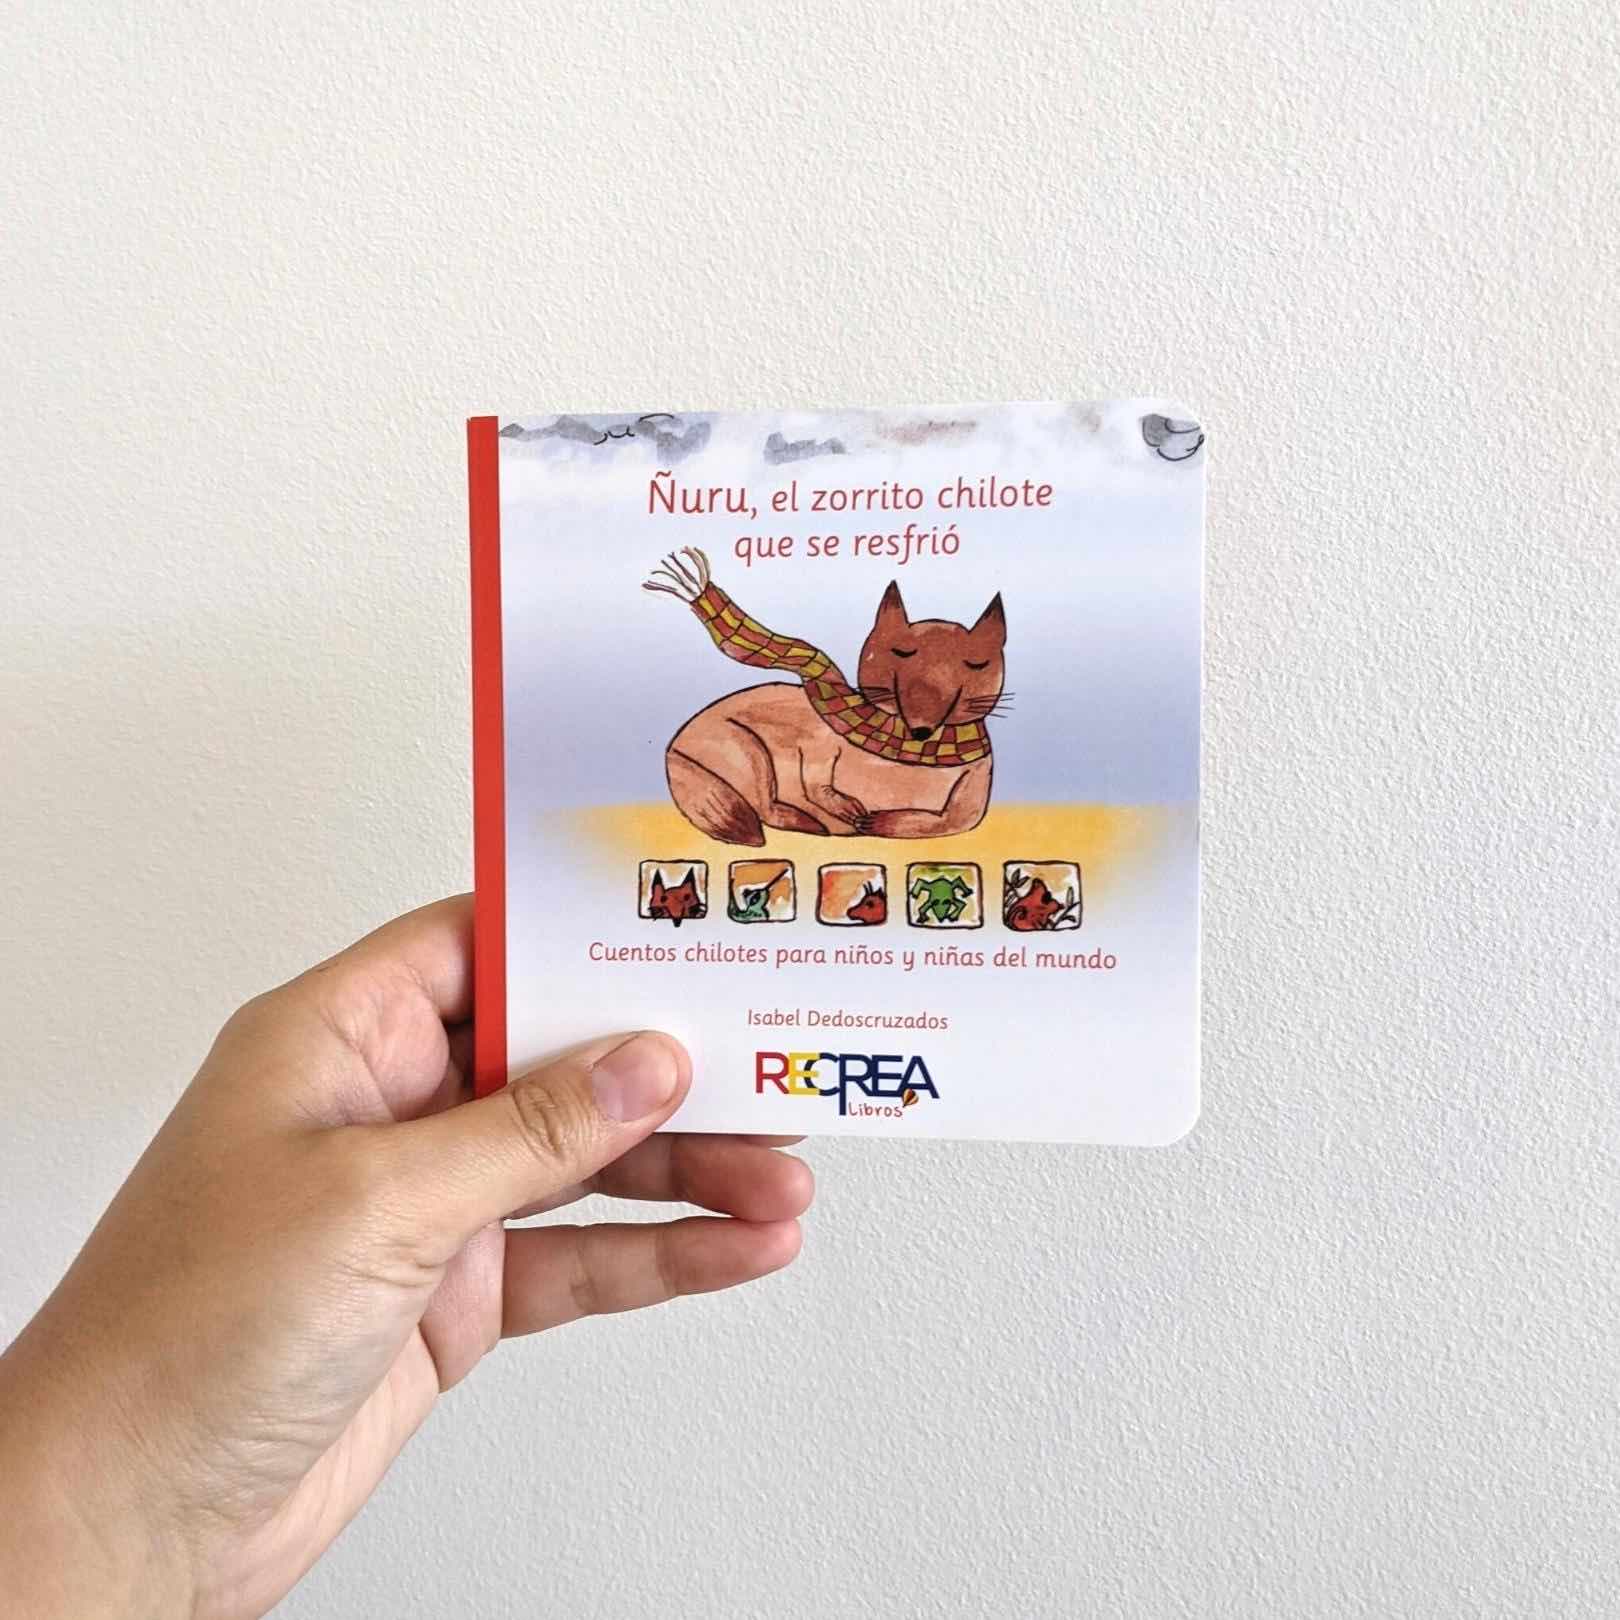 Ñuru, el zorrito chilote
que se resfrió
Cuentos chilotes para niños y niñas del mundo
Isabel Dedoscruzados
RECREA
Libros